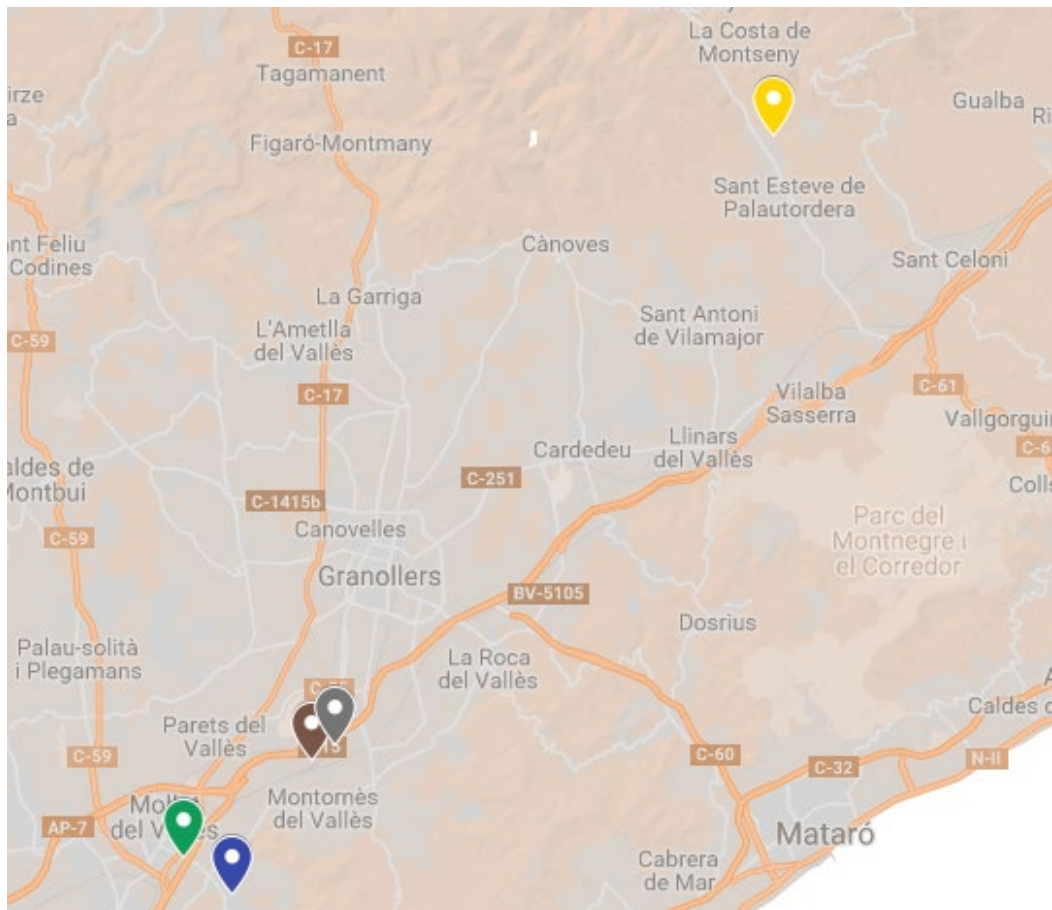 La Costa de
Montseny
C-17
Tagamanent
Gualba
Figaró-Montmany
Sant Esteve de
Palautordera
Cànoves
Codines
Sant Celoni
La Garriga
Sant Antoni
de Vilamajor
L'Ametlla
del Vallès
C-59
C-17
Vilalba
Sasserra
C-61
Llinars
del Vallès
Cardedeu
C-251
C-1415b
Canovelles
Parc del
Montnegre i
el Corredor
C-59
Granollers
BV-5105
Dosrius
Palau-solità
i Plegamans
La Roca
del Vallès
Parets del
Vallès
C-59
C-60
C-32
N-II
Caldes
Montornès
del Vallès
AP-7
del
Mataró
Cabrera
de Mar